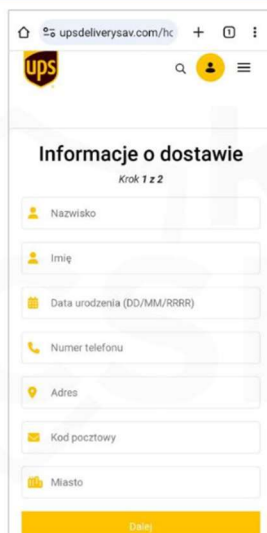 upsdeliverysav.com/hc
1
ups
Informacje o dostawie
Krok 1 z 2
Nazwisko
Imię
Data urodzenia (DD/MM/RRRR)
Numer telefonu
Adres
Kod pocztowy
Miasto
Dalej